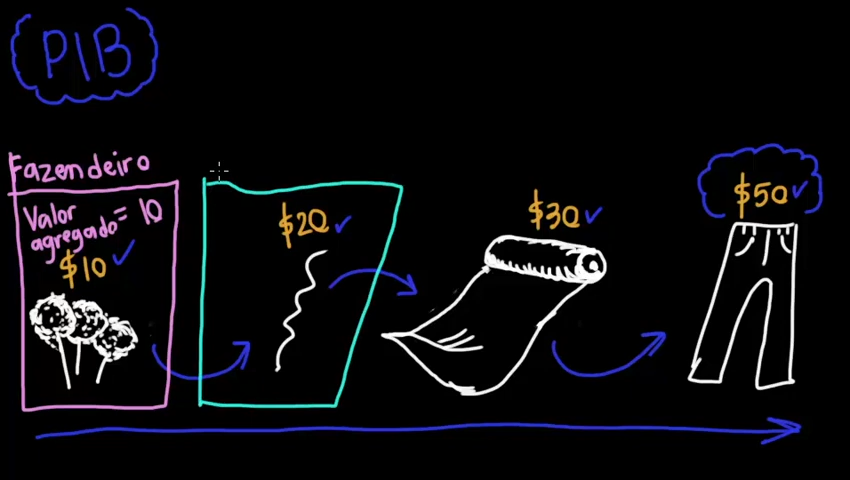 PIB
Fazendeiro
Valor
agregado = 10
$10
$20
$30
$50